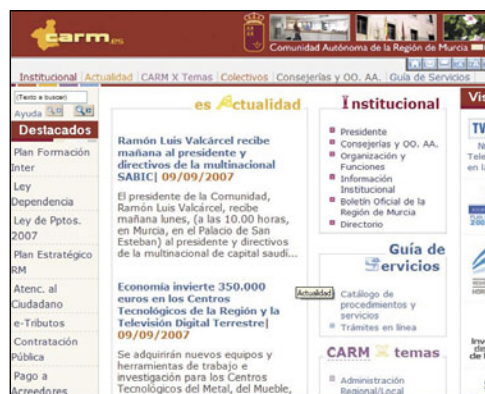 carm.es
Comunidad Autónoma de la Región de Murcia
Institucional Actualidad CARM X Temas Colectivos Consejerías y OO. AA. Guía de Servicios
(Texto a buscar)
Ayuda
Destacados
Plan Formación
Inter
Ley
Dependencia
Ley de Pptos.
2007
Plan Estratégico
RM
Atenc. al
Ciudadano
e-Tributos
Contratación
Pública
Pago a
Acreedores
es Actualidad
Ramón Luis Valcárcel recibe
mañana al presidente y
directivos de la multinacional
SABIC| 09/09/2007
El presidente de la Comunidad,
Ramón Luis Valcárcel, recibe
mañana lunes, (a las 10.00 horas,
en Murcia, en el Palacio de San
Esteban) al presidente y directivos
de la multinacional de capital saudí...
Economía invierte 350.000
euros en los Centros
Tecnológicos de la Región y la
Televisión Digital Terrestre|
09/09/2007
Se adquirirán nuevos equipos y
herramientas de trabajo e
investigación para los Centros
Tecnológicos del Metal, del Mueble,
Institucional
Presidente
Consejerías y OO. AA.
Organización y
Funciones
Información
Institucional
Boletín Oficial de la
Región de Murcia
Directorio
Guía de
Servicios
Actualidad
Catálogo de
procedimientos y
servicios
Trámites en línea
CARM X temas
Administración
Regional/Local
Vis